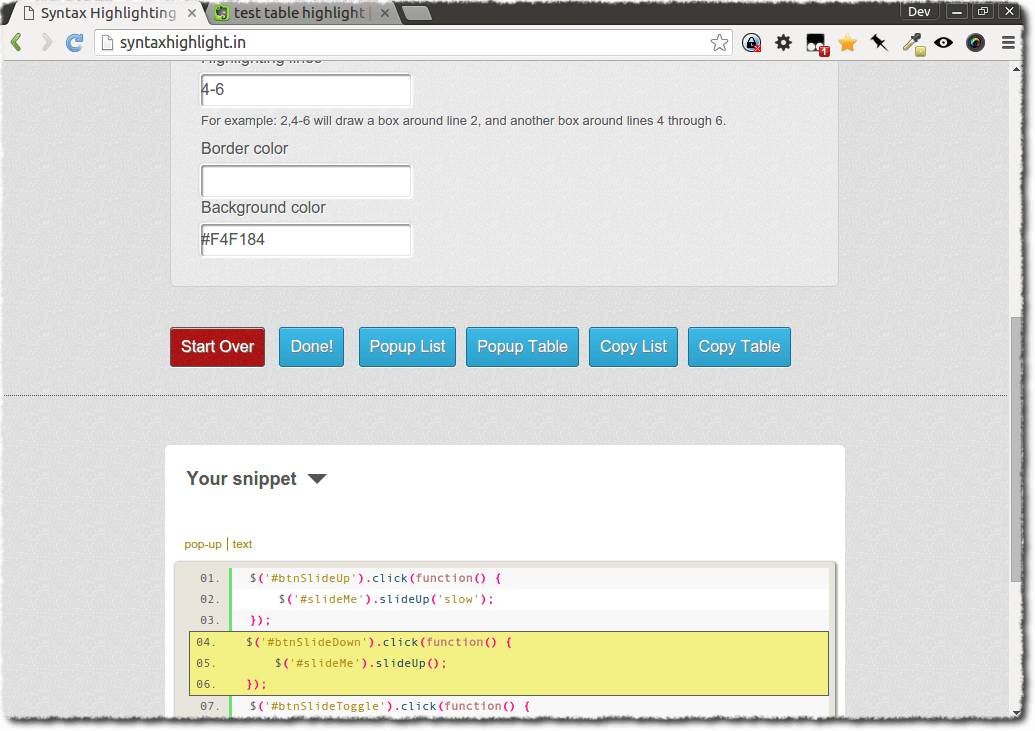 Syntax Highlighting
test table highlight
Dev
syntaxhighlight.in
1
Highlighting lines
4-6
For example: 2,4-6 will draw a box around line 2, and another box around lines 4 through 6.
Border color
Background color
#F4F184
Start Over
Done!
Popup List
Popup Table
Copy List
Copy Table
Your snippet
pop-up | text
01. $('#btnSlideUp').click(function() {
02. $('#slideMe').slideUp('slow');
03. });
04. $('#btnSlideDown').click(function() {
05. $('#slideMe').slideUp();
06. });
07. $('#btnSlideToggle').click(function() {